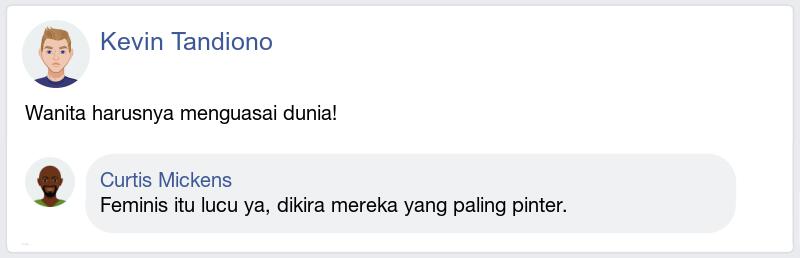 Kevin Tandiono
Wanita harusnya menguasai dunia!
Curtis Mickens
Feminis itu lucu ya, dikira mereka yang paling pinter.